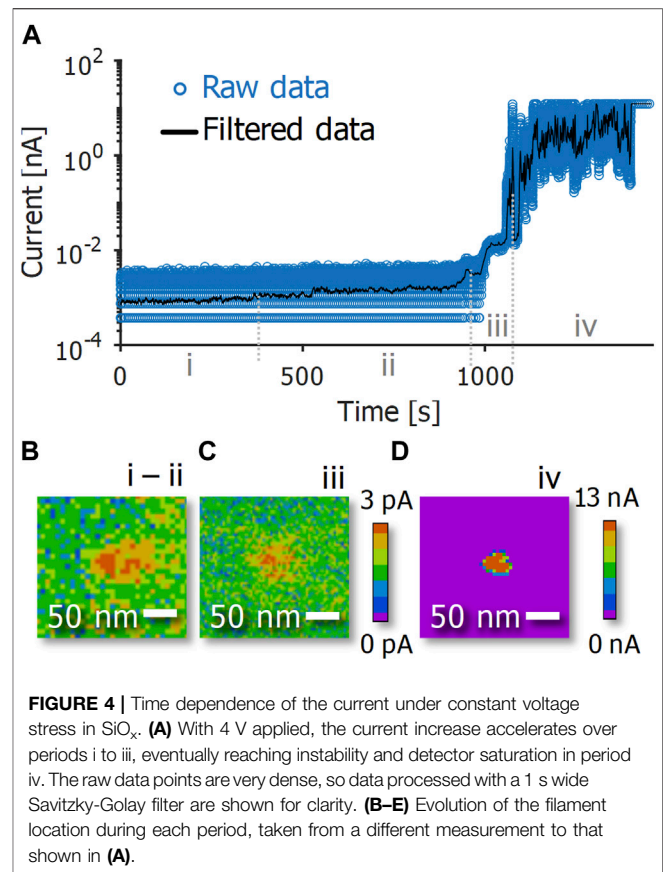 A
10² 
10⁰
10⁻²
10⁻⁴
Current [nA]
Raw data
Filtered data
i
ii
iii
iv
0
500
1000
Time [s]
B
i – ii
C
iii
D
iv
50 nm
50 nm
3 pA
0 pA
50 nm
13 nA
0 nA
FIGURE 4 | Time dependence of the current under constant voltage
stress in SiOₓ. (A) With 4 V applied, the current increase accelerates over
periods i to iii, eventually reaching instability and detector saturation in period
iv. The raw data points are very dense, so data processed with a 1 s wide
Savitzky-Golay filter are shown for clarity. (B–E) Evolution of the filament
location during each period, taken from a different measurement to that
shown in (A).